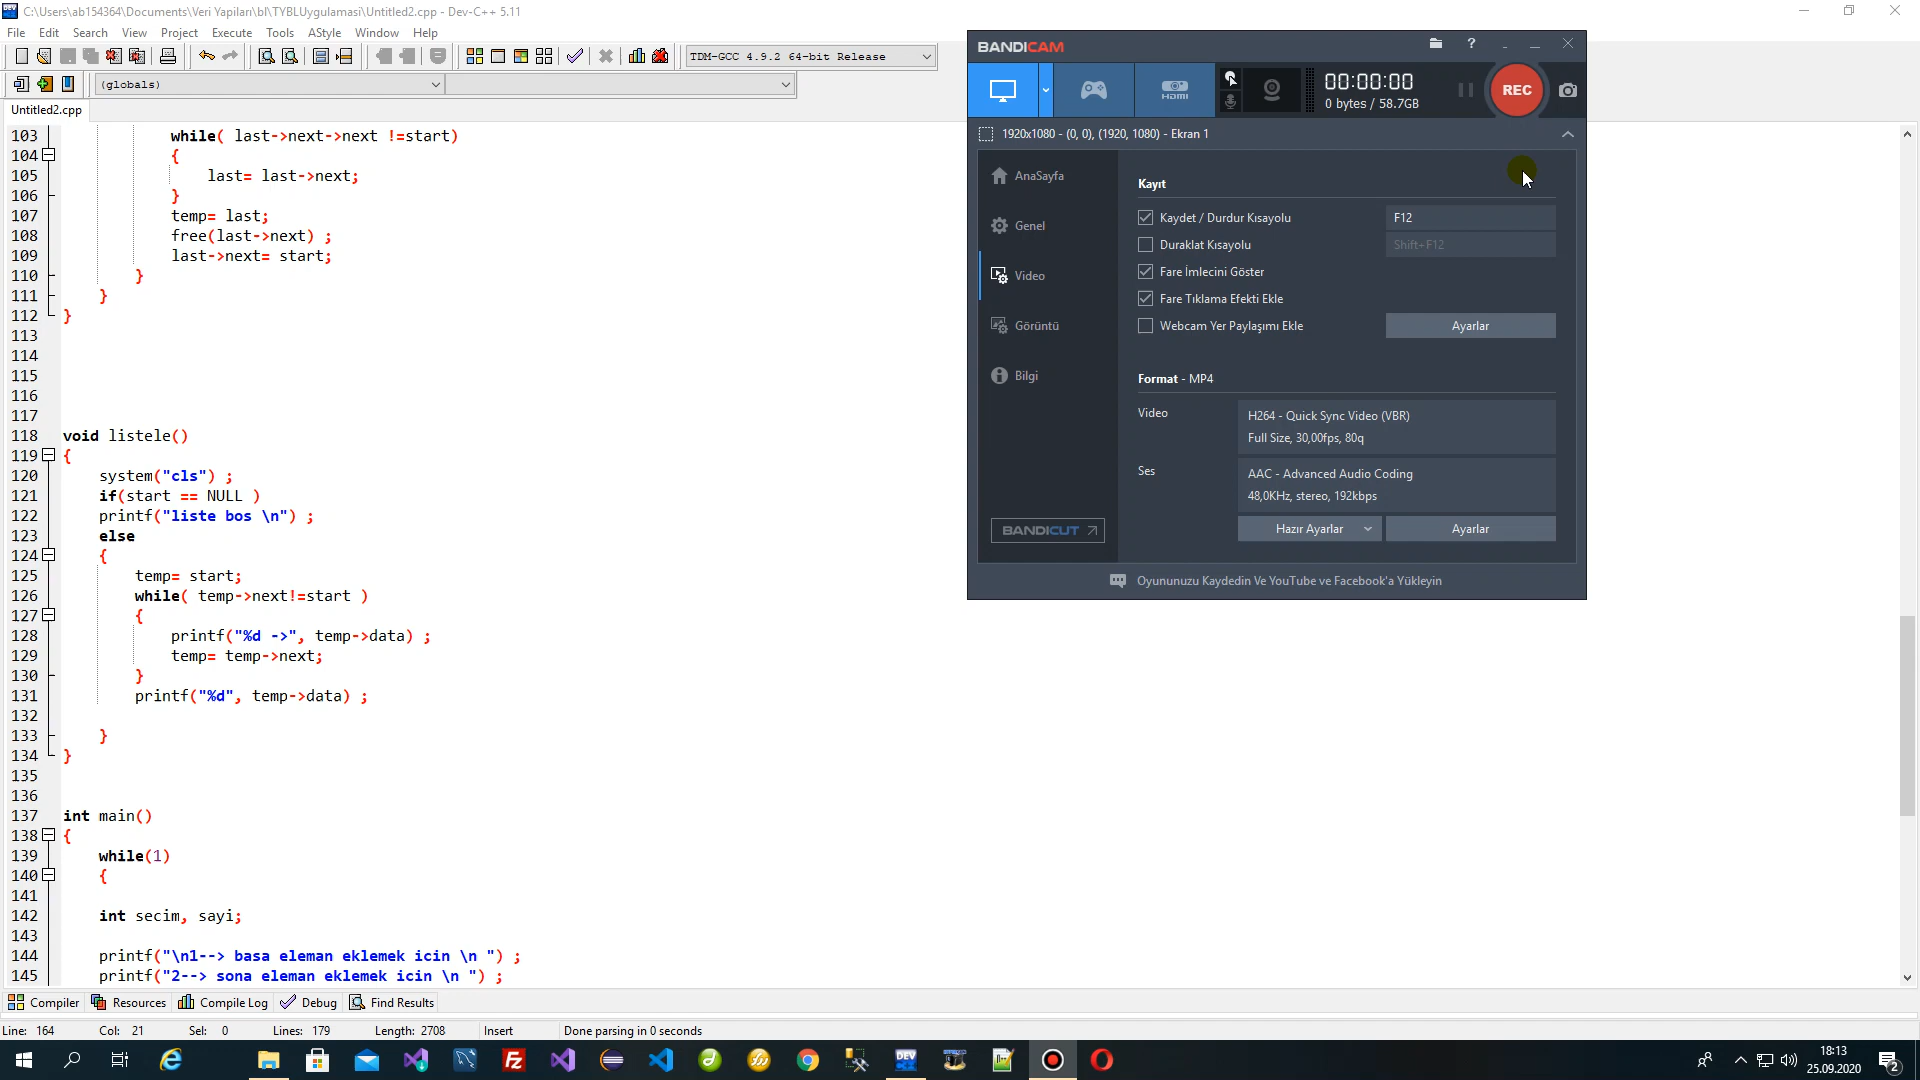 C:\Users\ab154364\Documents\Veri Yapıları\bl\TYBLUygulamasi\Untitled2.cpp - Dev-C++ 5.11
File Edit Search View Project Execute Tools AStyle Window Help
TDM-GCC 4.9.2 64-bit Release
(globals)
Untitled2.cpp
103 while( last->next->next !=start)
104 {
105 last= last->next;
106 }
107 temp= last;
108 free(last->next) ;
109 last->next= start;
110 }
111 }
112 }
113
114
115
116
117
118 void listele()
119 {
120 system("cls") ;
121 if(start == NULL )
122 printf("liste bos \n") ;
123 else
124 {
125 temp= start;
126 while( temp->next!=start )
127 {
128 printf("%d ->", temp->data) ;
129 temp= temp->next;
130 }
131 printf("%d", temp->data) ;
132
133 }
134 }
135
136
137 int main()
138 {
139 while(1)
140 {
141
142 int secim, sayi;
143
144 printf("\n1--> basa eleman eklemek icin \n ") ;
145 printf("2--> sona eleman eklemek icin \n ") ;
BANDICAM
?
HDMI
00:00:00
0 bytes / 58.7GB
REC
1920x1080 - (0, 0), (1920, 1080) - Ekran 1
AnaSayfa
Genel
Video
Görüntü
Bilgi
BANDICUT
Kayıt
Kaydet / Durdur Kısayolu F12
Duraklat Kısayolu Shift+F12
Fare İmlecini Göster
Fare Tıklama Efekti Ekle
Webcam Yer Paylaşımı Ekle Ayarlar
Format - MP4
Video H264 - Quick Sync Video (VBR)
Full Size, 30,00fps, 80q
Ses AAC - Advanced Audio Coding
48,0KHz, stereo, 192kbps
Hazır Ayarlar Ayarlar
Oyununuzu Kaydedin Ve YouTube ve Facebook'a Yükleyin
Compiler Resources Compile Log Debug Find Results
Line: 164 Col: 21 Sel: 0 Lines: 179 Length: 2708 Insert Done parsing in 0 seconds
DEV
18:13
25.09.2020
2